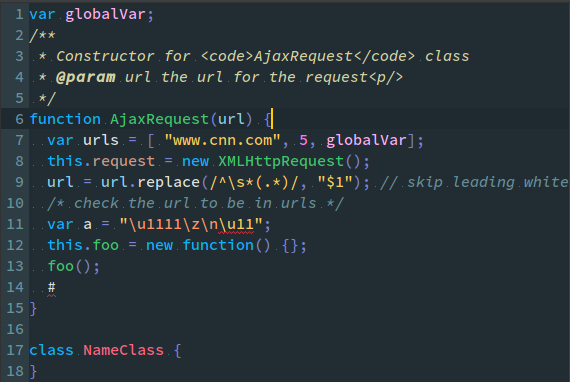 1 var globalVar;
2 /**
3  * Constructor for <code>AjaxRequest</code> class
4  * @param url the url for the request<p/>
5  */
6 function AjaxRequest(url) {
7   var urls = [ "www.cnn.com", 5, globalVar];
8   this.request = new XMLHttpRequest();
9   url = url.replace(/^\s*(.*)/, "$1"); // skip leading white
10   /* check the url to be in urls */
11   var a = "\u1111\z\n\u11";
12   this.foo = new function() {};
13   foo();
14   #
15 }
16
17 class NameClass {
18 }